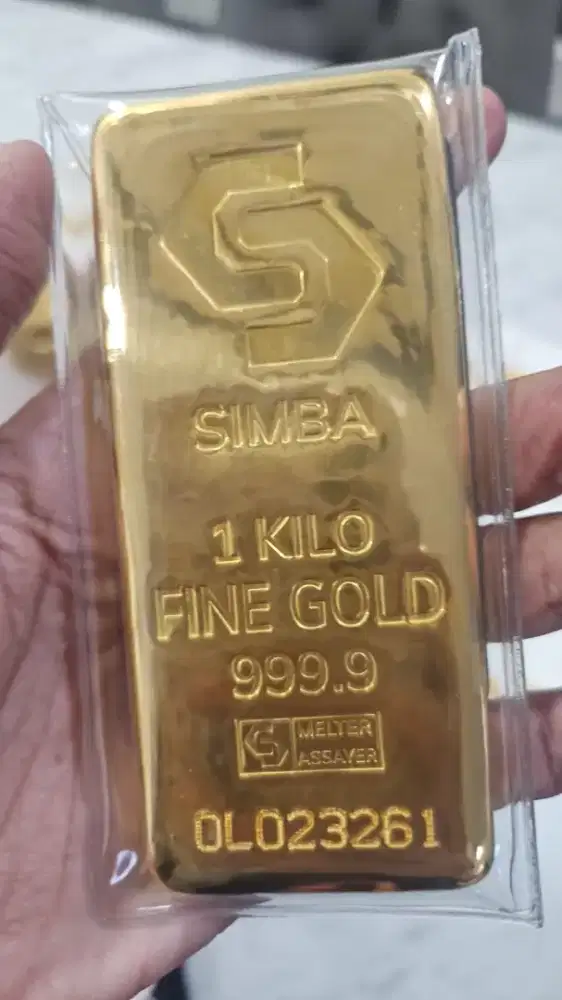 SIMBA
1 KILO
FINE GOLD
999.9
MELTER
ASSAYER
0L023261